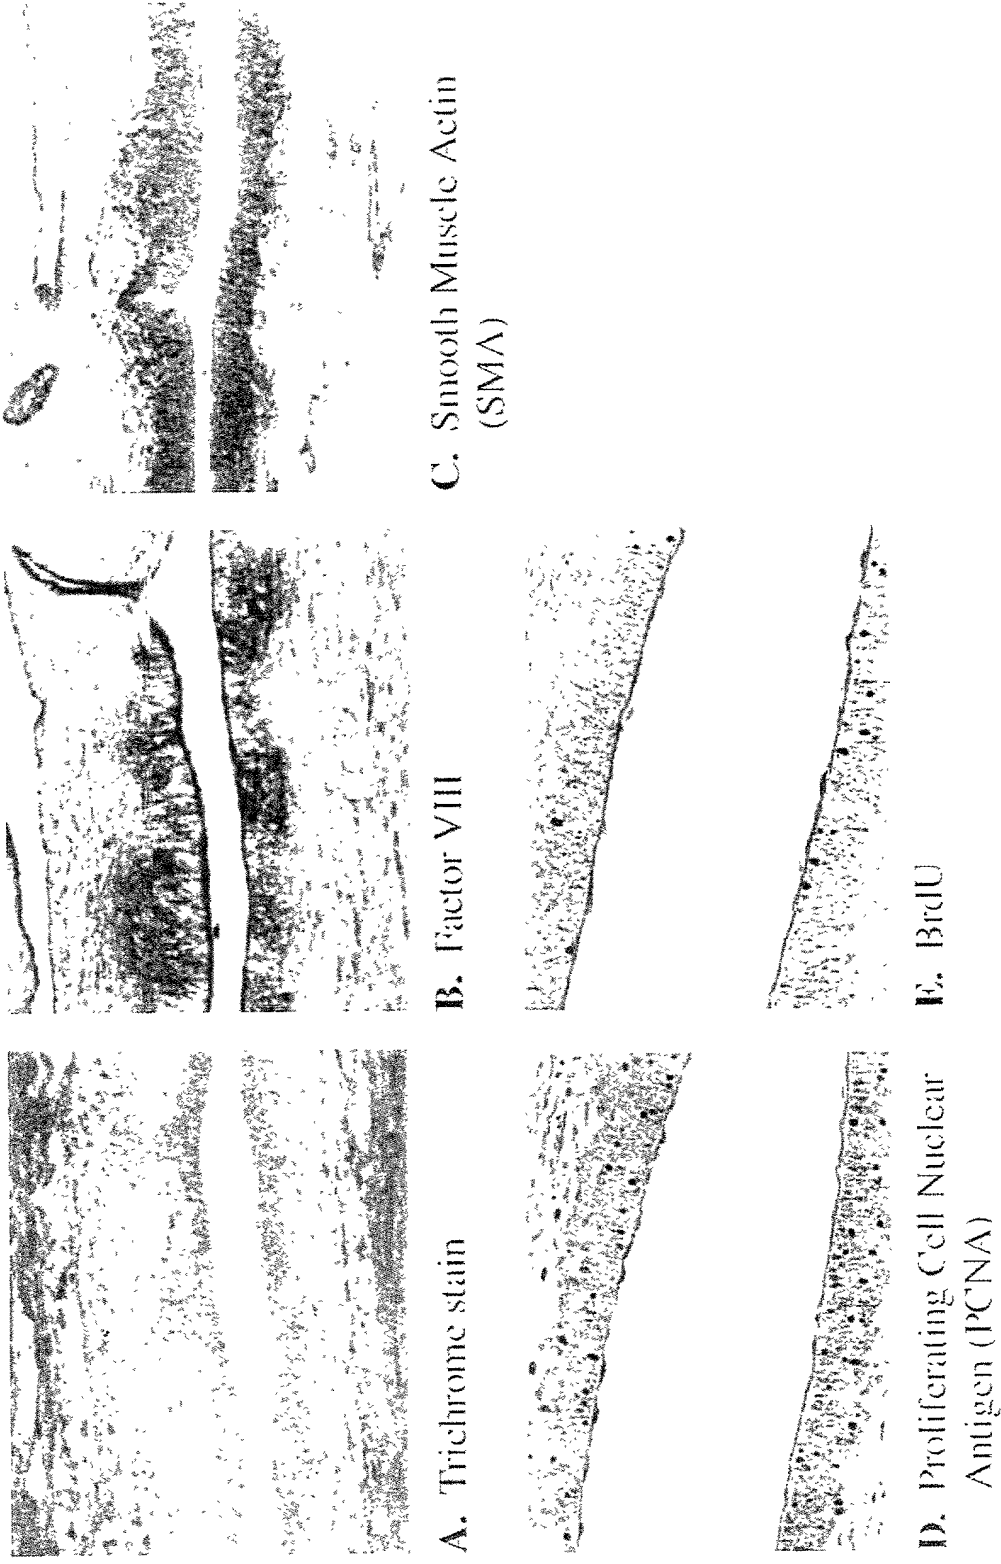 A. Trichrome stain
B. Factor VIII
C. Smooth Muscle Actin
(SMA)
D. Proliferating Cell Nuclear
Antigen (PCNA)
E. BrdU